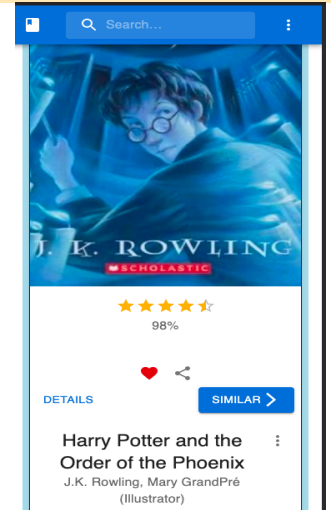 Search...
J. K. ROWLING
SCHOLASTIC
98%
DETAILS
SIMILAR
Harry Potter and the
Order of the Phoenix
J.K. Rowling, Mary GrandPré
(Illustrator)